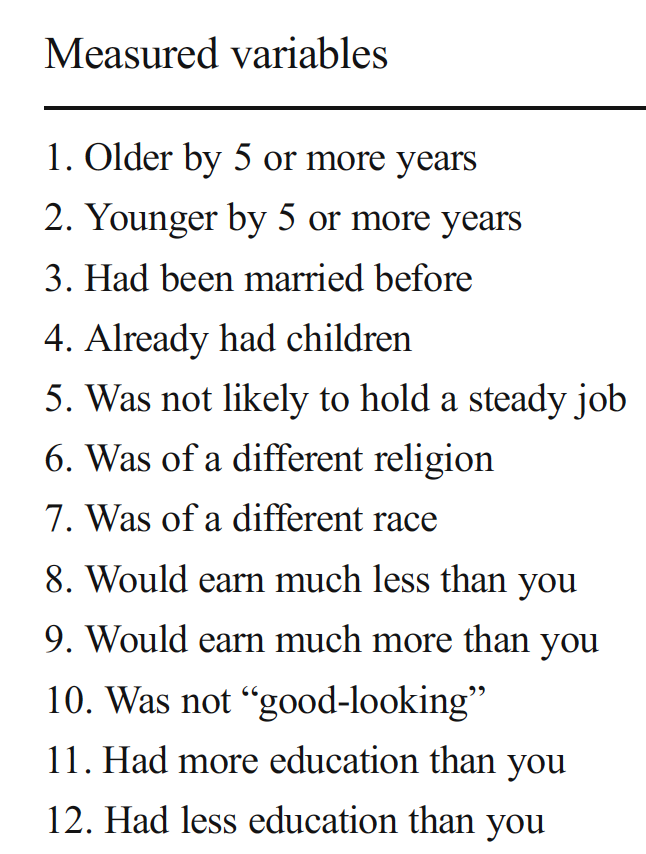 Measured variables
1. Older by 5 or more years
2. Younger by 5 or more years
3. Had been married before
4. Already had children
5. Was not likely to hold a steady job
6. Was of a different religion
7. Was of a different race
8. Would earn much less than you
9. Would earn much more than you
10. Was not “good-looking”
11. Had more education than you
12. Had less education than you